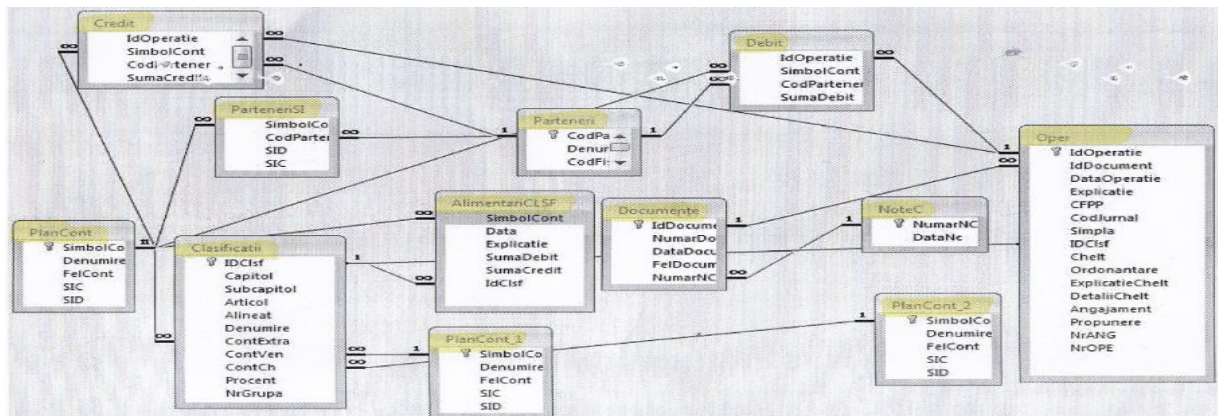 Credit
IdOperatie
SimbolCont
SumaCredita
ParteneriSI
SimbolCo
CodParter
SID
SIC
Parteneri
CodPa
Denur
CodFi
Debit
IdOperatie
SimbolCont
CodPartener
SumaDebit
Oper
IdOperatie
IdDocument
DataOperatie
Explicatie
CFPP
CodJurnal
Simpla
IDClsf
Chelt
Ordonantare
ExplicatieChelt
DetaliiChelt
Angajament
Propunere
NrANG
NrOPE
PlanCont
SimbolCo
Denumire
FelCont
SIC
SID
Clasificatii
IDClsf
Capitol
Subcapitol
Articol
Alineat
Denumire
ContExtra
ContVen
ContCh
Procent
NrGrupa
AlimentariCLSF
SimbolCont
Data
Explicatie
SumaDebit
SumaCredit
IdClsf
Documente
IdDocume
NumarDo
DataDocu
FelDocum
NumarNC
NoteC
NumarNC
DataNc
PlanCont_1
SimbolCo
Denumire
FelCont
SIC
SID
PlanCont_2
SimbolCo
Denumire
FelCont
SIC
SID